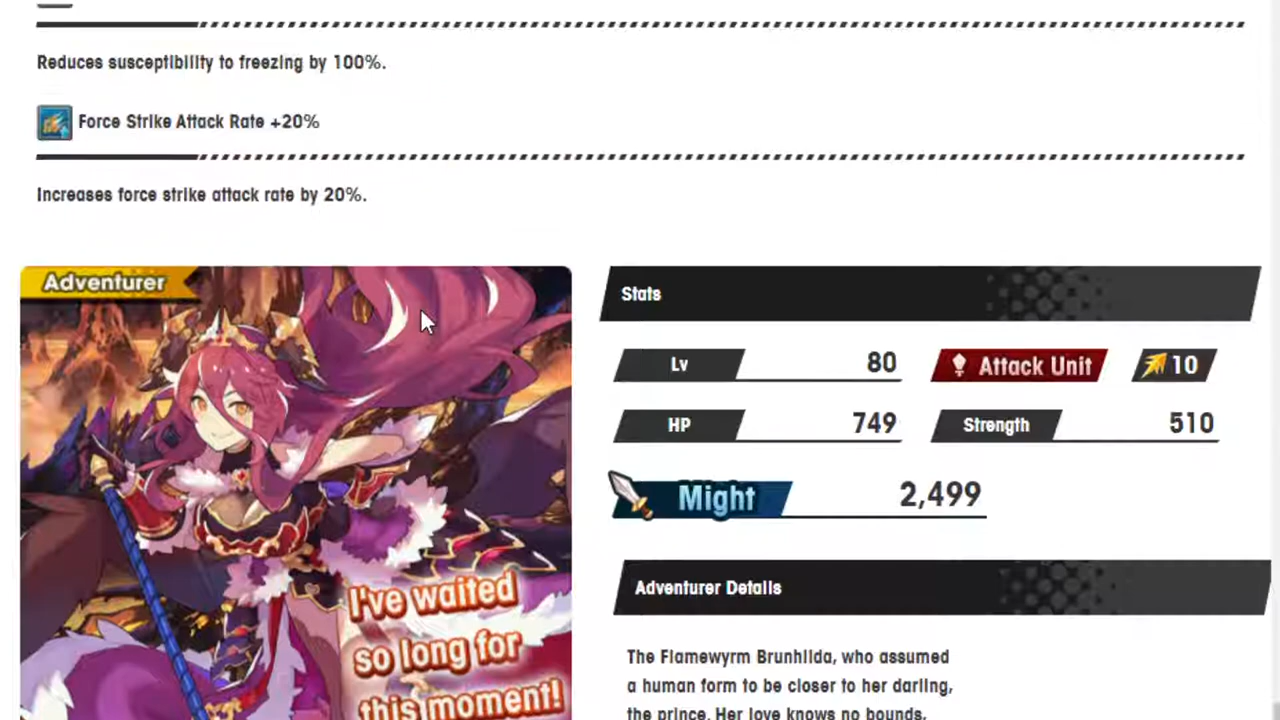 Reduces susceptibility to freezing by 100%.
Force Strike Attack Rate +20%
Increases force strike attack rate by 20%.
Adventurer
I've waited
so long for
this moment!
Stats
Lv 80 Attack Unit 10
HP 749 Strength 510
Might 2,499
Adventurer Details
The Flamewyrm Brunhilda, who assumed
a human form to be closer to her darling,
the prince. Her love knows no bounds,